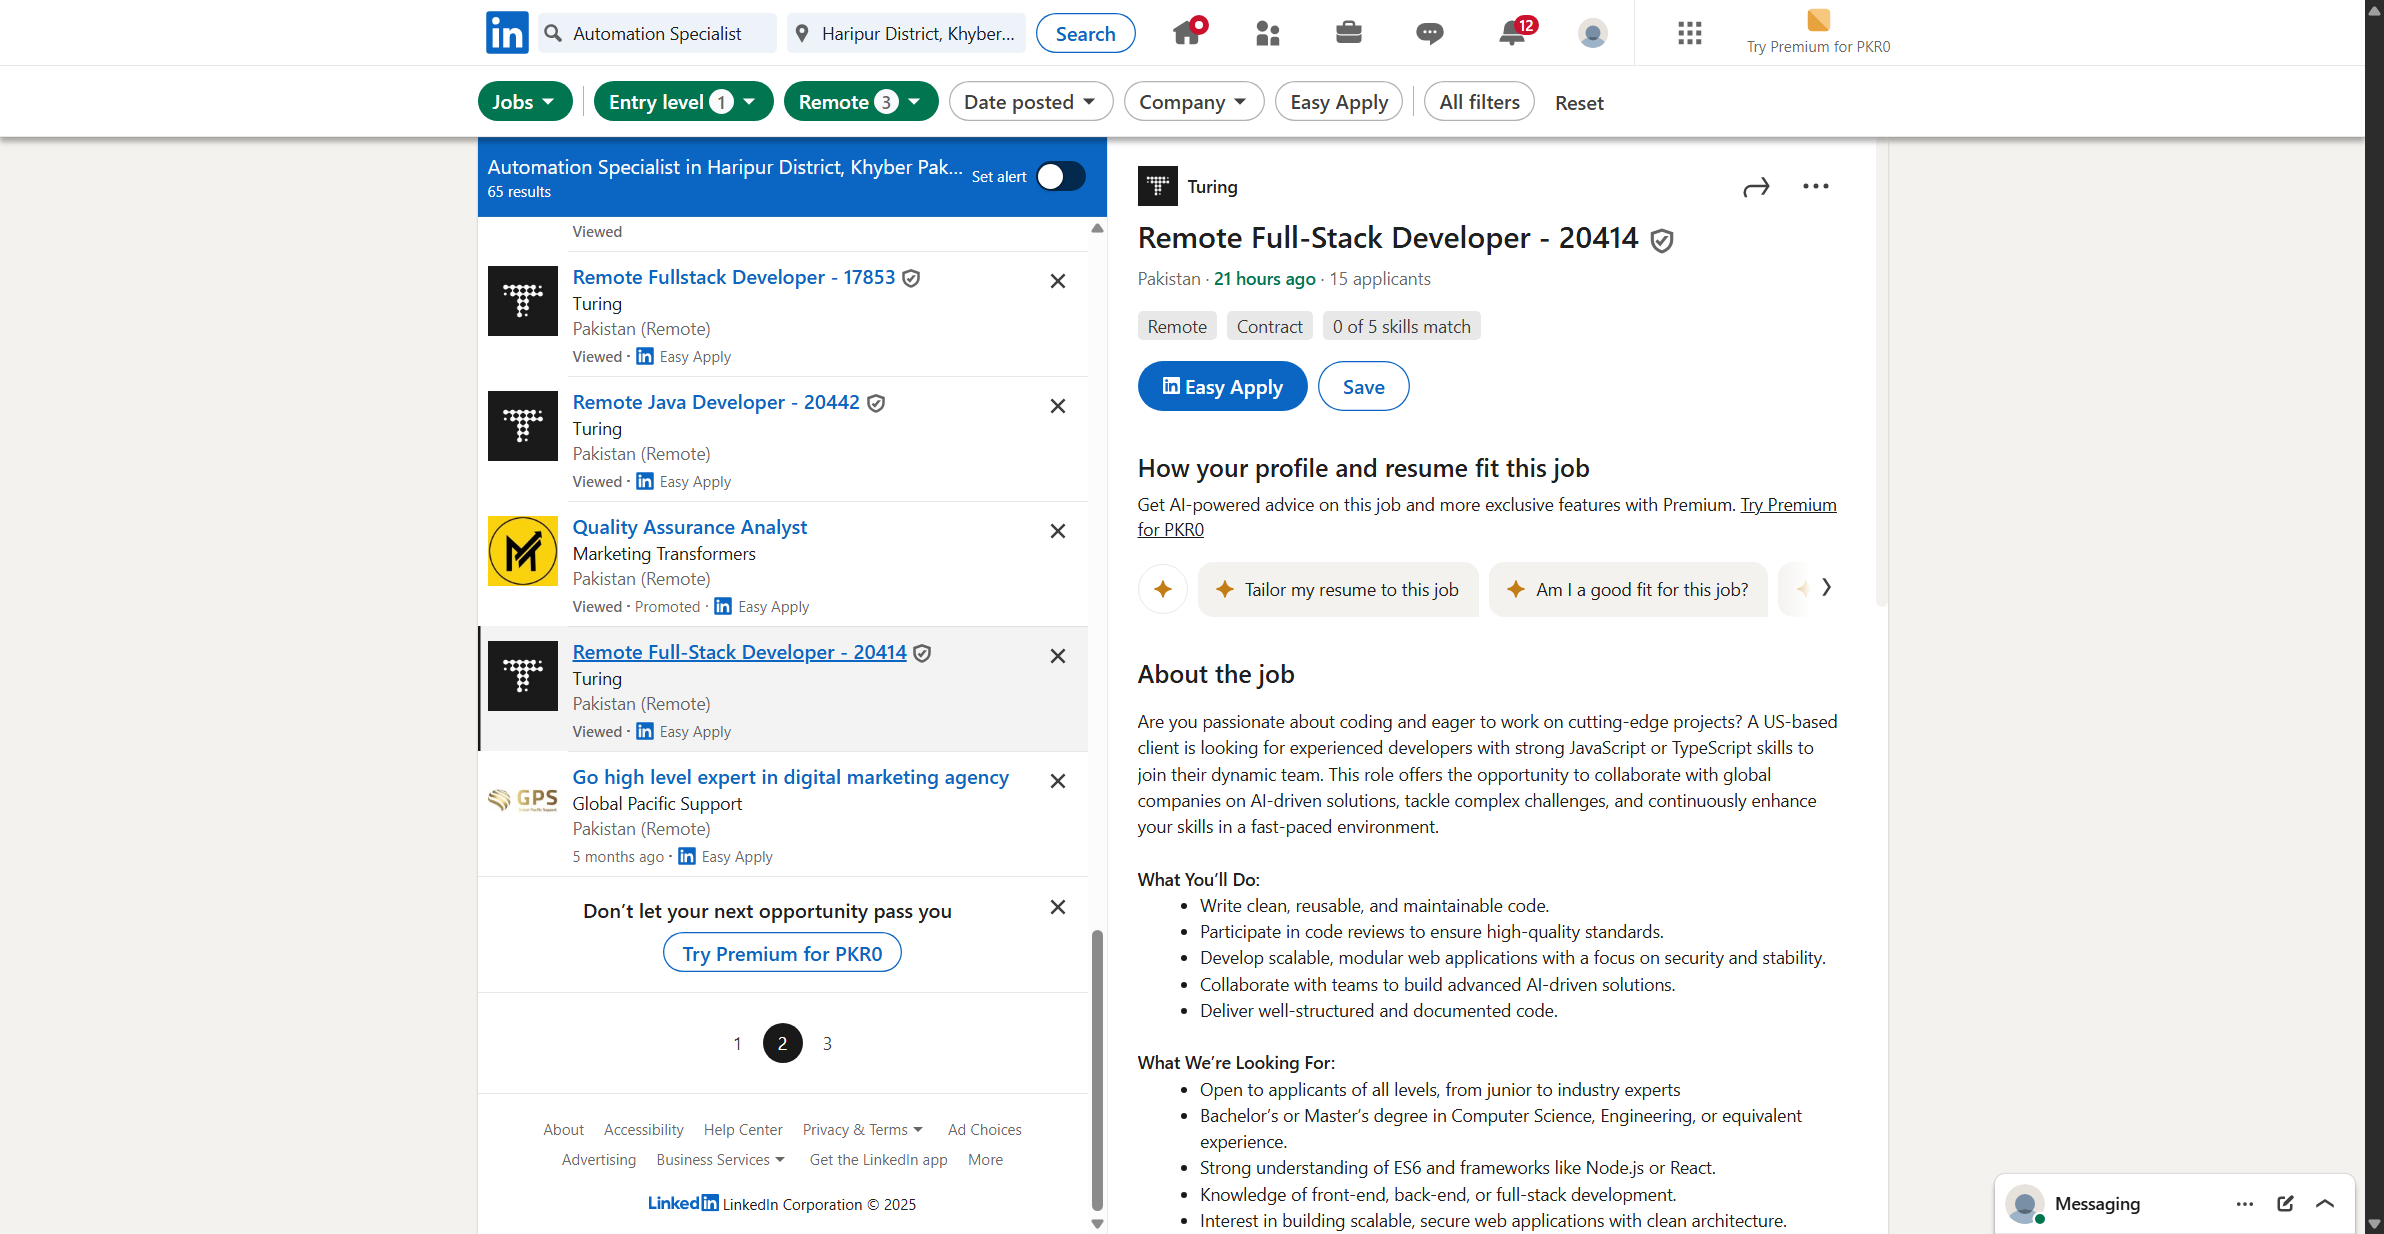 in
Automation Specialist
Haripur District, Khyber...
Search
12
Try Premium for PKR0
Jobs
Entry level 1
Remote 3
Date posted
Company
Easy Apply
All filters
Reset
Automation Specialist in Haripur District, Khyber Pak...
65 results
Set alert
Viewed
Remote Fullstack Developer - 17853
Turing
Pakistan (Remote)
Viewed · in Easy Apply
Remote Java Developer - 20442
Turing
Pakistan (Remote)
Viewed · in Easy Apply
Quality Assurance Analyst
Marketing Transformers
Pakistan (Remote)
Viewed · Promoted · in Easy Apply
Remote Full-Stack Developer - 20414
Turing
Pakistan (Remote)
Viewed · in Easy Apply
GPS
Go high level expert in digital marketing agency
Global Pacific Support
Pakistan (Remote)
5 months ago · in Easy Apply
Don’t let your next opportunity pass you
Try Premium for PKR0
1 2 3
About Accessibility Help Center Privacy & Terms Ad Choices
Advertising Business Services Get the LinkedIn app More
LinkedIn LinkedIn Corporation © 2025
Turing
Remote Full-Stack Developer - 20414
Pakistan · 21 hours ago · 15 applicants
Remote
Contract
0 of 5 skills match
in Easy Apply
Save
How your profile and resume fit this job
Get AI-powered advice on this job and more exclusive features with Premium. Try Premium
for PKR0
Tailor my resume to this job
Am I a good fit for this job?
About the job
Are you passionate about coding and eager to work on cutting-edge projects? A US-based
client is looking for experienced developers with strong JavaScript or TypeScript skills to
join their dynamic team. This role offers the opportunity to collaborate with global
companies on AI-driven solutions, tackle complex challenges, and continuously enhance
your skills in a fast-paced environment.
What You’ll Do:
• Write clean, reusable, and maintainable code.
• Participate in code reviews to ensure high-quality standards.
• Develop scalable, modular web applications with a focus on security and stability.
• Collaborate with teams to build advanced AI-driven solutions.
• Deliver well-structured and documented code.
What We’re Looking For:
• Open to applicants of all levels, from junior to industry experts
• Bachelor’s or Master’s degree in Computer Science, Engineering, or equivalent
experience.
• Strong understanding of ES6 and frameworks like Node.js or React.
• Knowledge of front-end, back-end, or full-stack development.
• Interest in building scalable, secure web applications with clean architecture.
Messaging